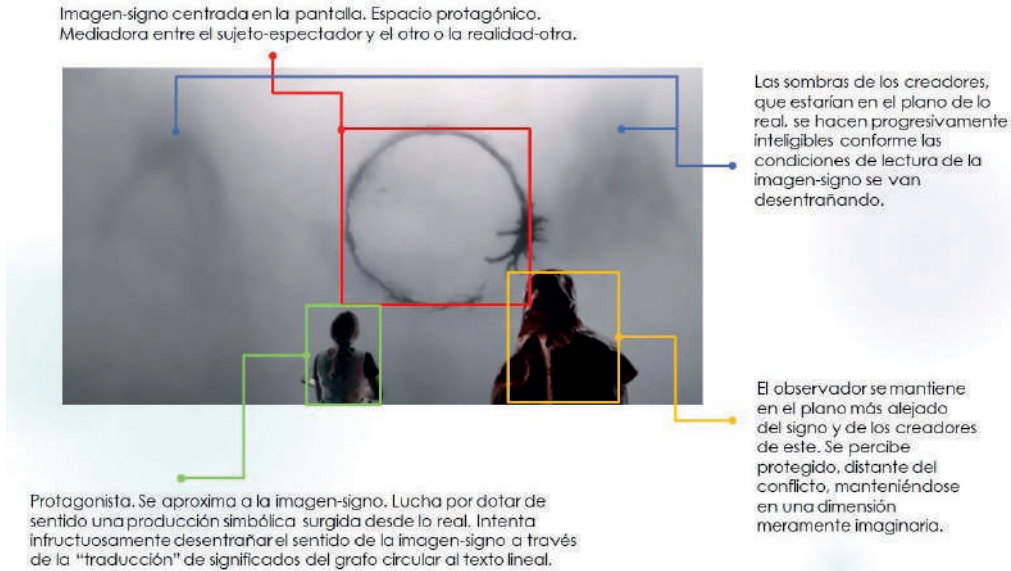 Imagen-signo centrada en la pantalla. Espacio protagónico.
Mediadora entre el sujeto-espectador y el otro o la realidad-otra.
Las sombras de los creadores,
que estarían en el plano de lo
real, se hacen progresivamente
inteligibles conforme las
condiciones de lectura de la
imagen-signo se van
desentrañando.
El observador se mantiene
en el plano más alejado
del signo y de los creadores
de este. Se percibe
protegido, distante del
conflicto, manteniéndose
en una dimensión
meramente imaginaria.
Protagonista. Se aproxima a la imagen-signo. Lucha por dotar de
sentido una producción simbólica surgida desde lo real. Intenta
infructuosamente desentrañar el sentido de la imagen-signo a través
de la “traducción” de significados del grafo circular al texto lineal.